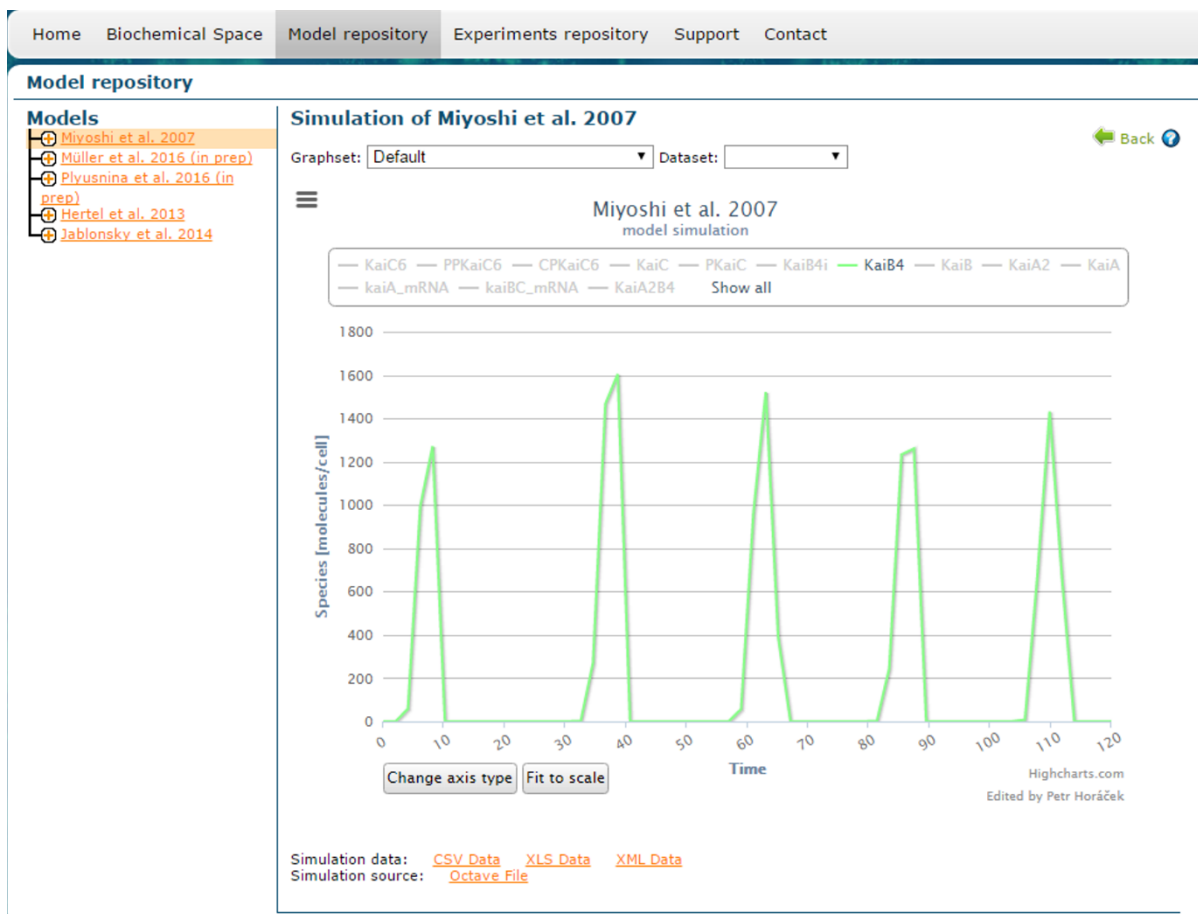 Home Biochemical Space Model repository Experiments repository Support Contact
Model repository
Models
Miyoshi et al. 2007
Müller et al. 2016 (in prep)
Plyusnina et al. 2016 (in
prep)
Hertel et al. 2013
Jablonsky et al. 2014
Simulation of Miyoshi et al. 2007
Back ?
Graphset: Default Dataset:
Miyoshi et al. 2007
model simulation
KaiC6 PPKaiC6 CPKaiC6 KaiC PKaiC KaiB4i KaiB4 KaiB KaiA2 KaiA
kaiA_mRNA kaiBC_mRNA KaiA2B4 Show all
Species [molecules/cell]
1800
1600
1400
1200
1000
800
600
400
200
0
0 10 20 30 40 50 60 70 80 90 100 110 120
Time
Change axis type Fit to scale
Highcharts.com
Edited by Petr Horáček
Simulation data: CSV Data XLS Data XML Data
Simulation source: Octave File